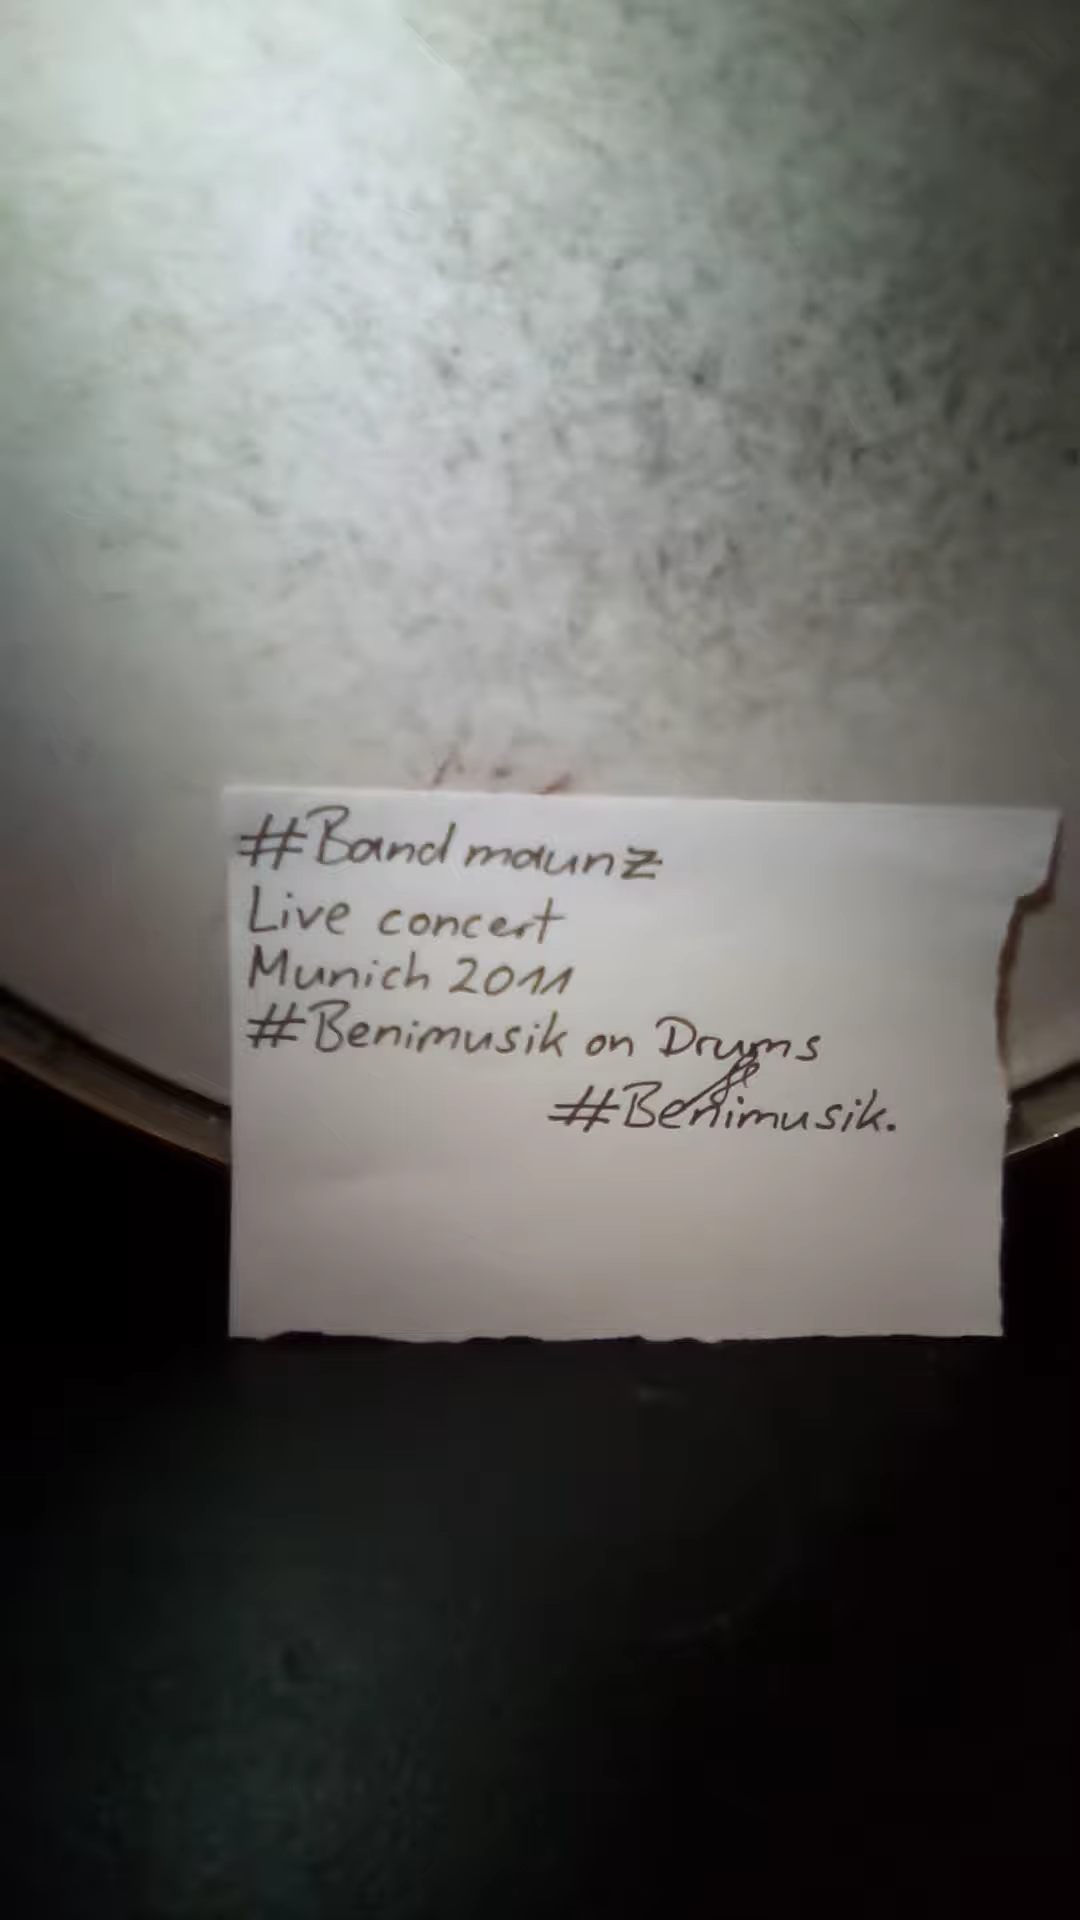 #Bandmaunz
Live concert
Munich 2011
#Benimusik on Drums
#Benimusik.